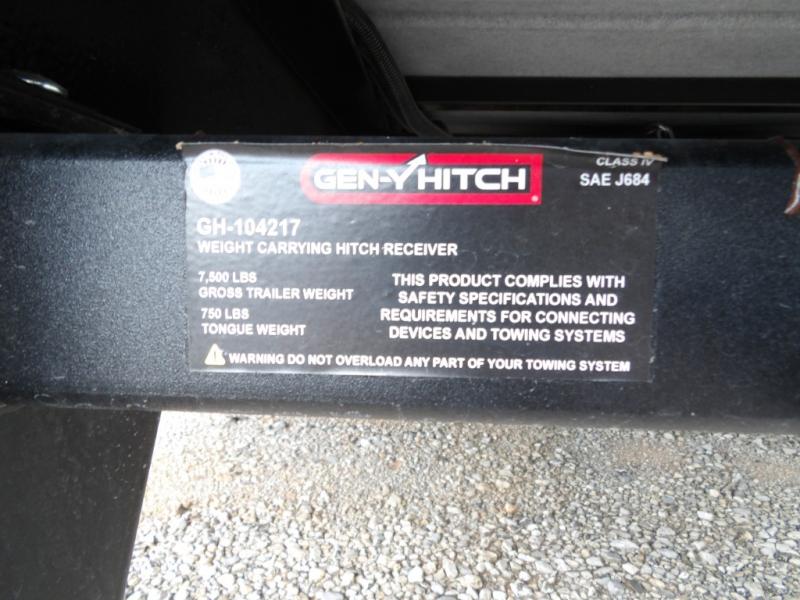 GEN-Y HITCH
CLASS IV
SAE J684
GH-104217
WEIGHT CARRYING HITCH RECEIVER
7,500 LBS
GROSS TRAILER WEIGHT
750 LBS
TONGUE WEIGHT
THIS PRODUCT COMPLIES WITH
SAFETY SPECIFICATIONS AND
REQUIREMENTS FOR CONNECTING
DEVICES AND TOWING SYSTEMS
WARNING DO NOT OVERLOAD ANY PART OF YOUR TOWING SYSTEM